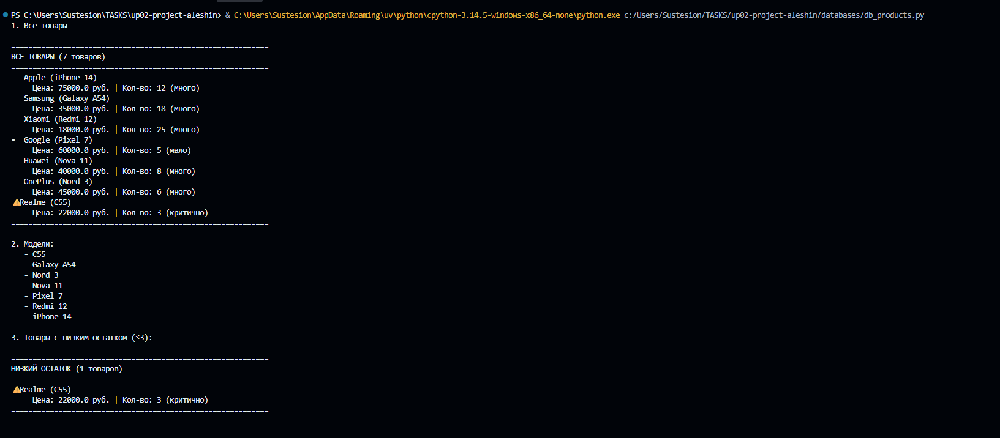 PS C:\Users\Sustesion\TASKS\up02-project-aleshin> & C:\Users\Sustesion\AppData\Roaming\uv\python\cpython-3.14.5-windows-x86_64-none\python.exe c:/Users/Sustesion/TASKS/up02-project-aleshin/databases/db_products.py
1. Все товары
============================================================
ВСЕ ТОВАРЫ (7 товаров)
============================================================
Apple (iPhone 14)
Цена: 75000.0 руб. | Кол-во: 12 (много)
Samsung (Galaxy A54)
Цена: 35000.0 руб. | Кол-во: 18 (много)
Xiaomi (Redmi 12)
Цена: 18000.0 руб. | Кол-во: 25 (много)
• Google (Pixel 7)
Цена: 60000.0 руб. | Кол-во: 5 (мало)
Huawei (Nova 11)
Цена: 40000.0 руб. | Кол-во: 8 (много)
OnePlus (Nord 3)
Цена: 45000.0 руб. | Кол-во: 6 (много)
⚠Realme (C55)
Цена: 22000.0 руб. | Кол-во: 3 (критично)
============================================================
2. Модели:
- C55
- Galaxy A54
- Nord 3
- Nova 11
- Pixel 7
- Redmi 12
- iPhone 14
3. Товары с низким остатком (≤3):
============================================================
НИЗКИЙ ОСТАТОК (1 товаров)
============================================================
⚠Realme (C55)
Цена: 22000.0 руб. | Кол-во: 3 (критично)
============================================================